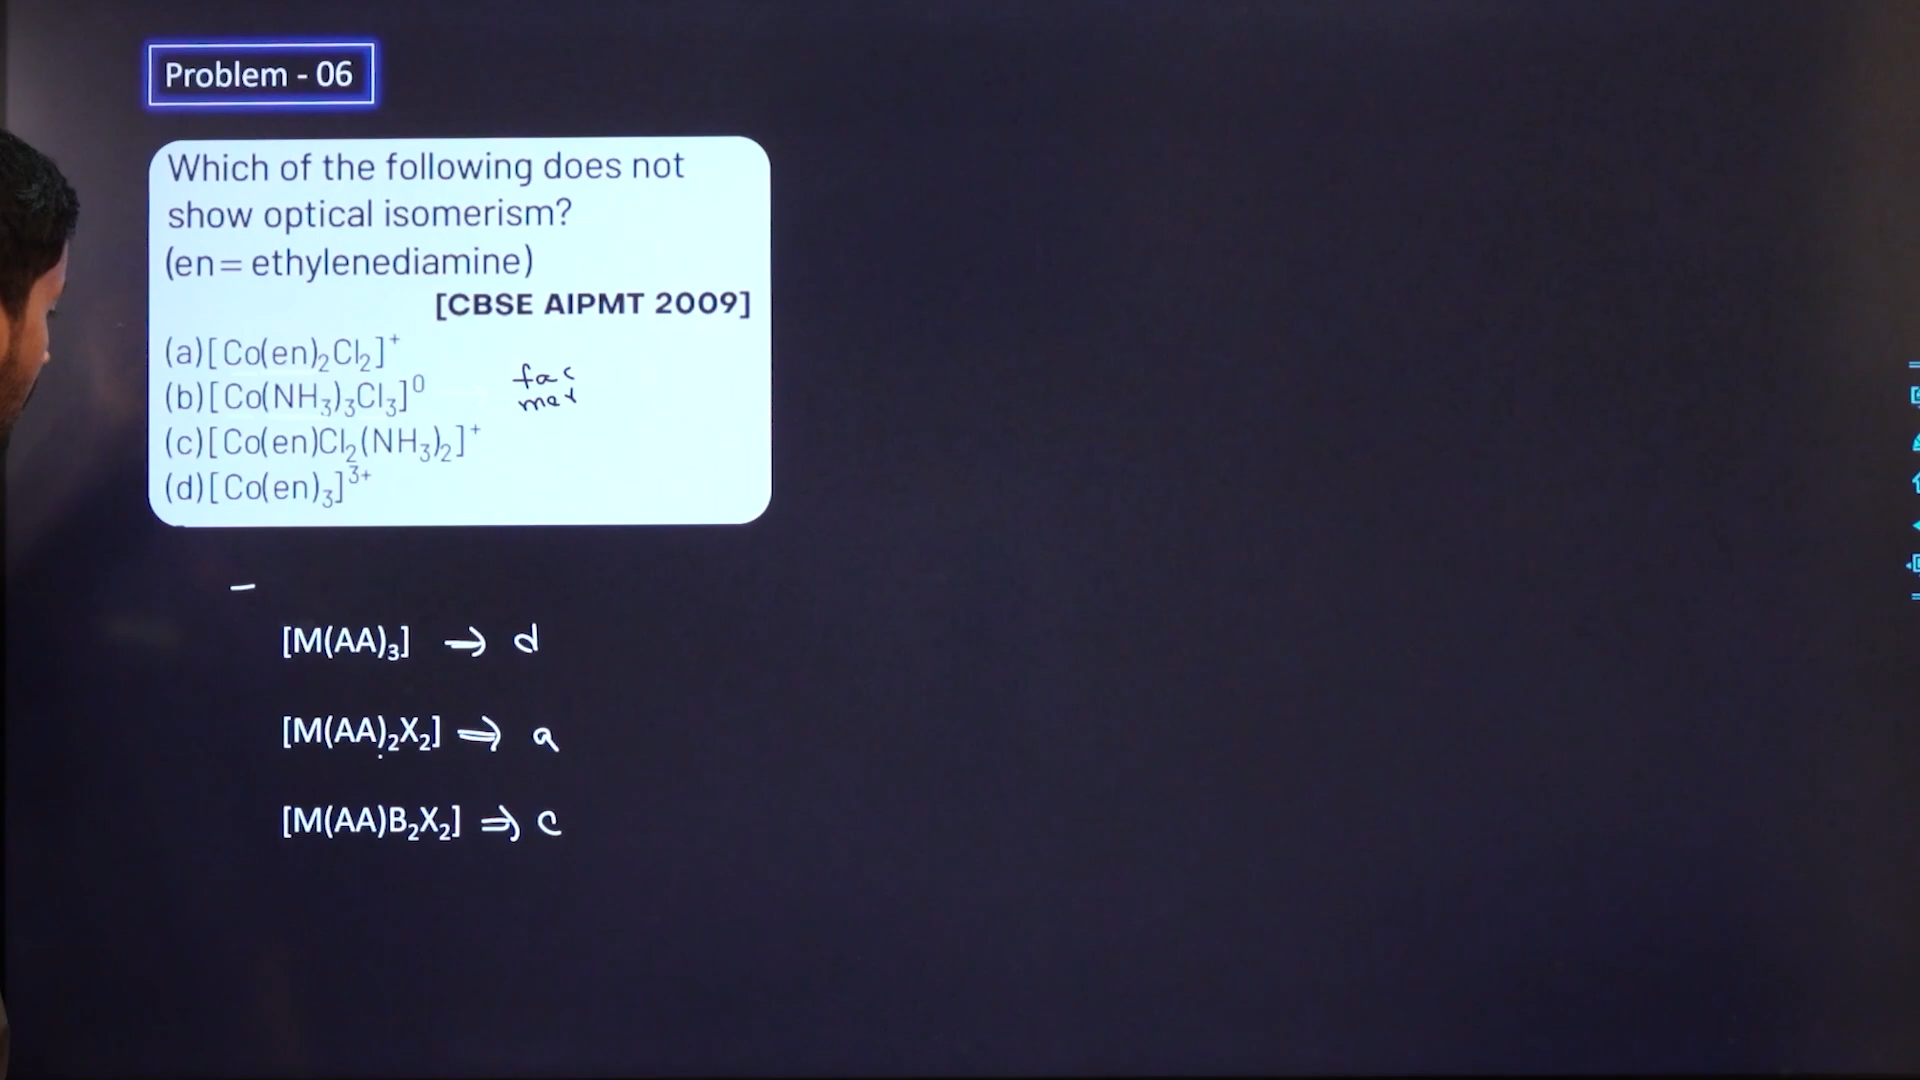 Problem - 06
Which of the following does not
show optical isomerism?
(en= ethylenediamine)
[CBSE AIPMT 2009]
(a)[Co(en)₂Cl₂]⁺
(b)[Co(NH₃)₃Cl₃]⁰
fac
mer
(c)[Co(en)Cl₂(NH₃)₂]⁺
(d)[Co(en)₃]³⁺
[M(AA)₃] → d
[M(AA)₂X₂] ⇒ a
[M(AA)B₂X₂] ⇒ c